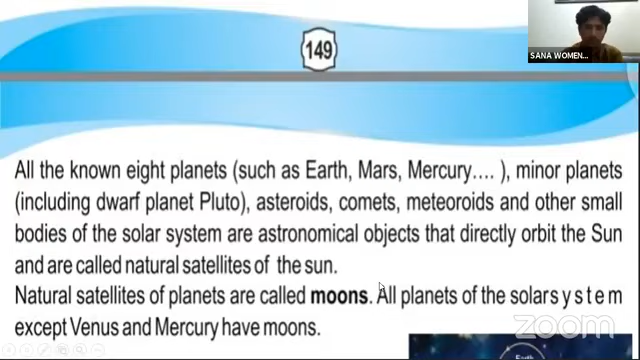 149
SANA WOMEN...
All the known eight planets (such as Earth, Mars, Mercury.... ), minor planets
(including dwarf planet Pluto), asteroids, comets, meteoroids and other small
bodies of the solar system are astronomical objects that directly orbit the Sun
and are called natural satellites of the sun.
Natural satellites of planets are called moons. All planets of the solar system
except Venus and Mercury have moons.
zoom
Earth